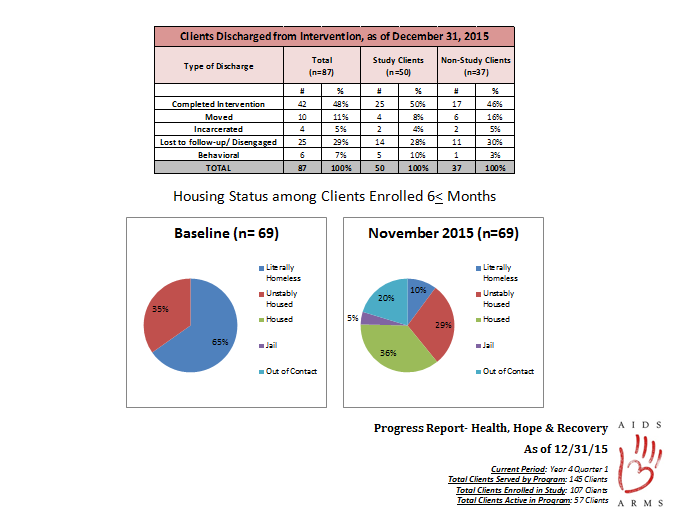 Clients Discharged from Intervention, as of December 31, 2015
Type of Discharge Total (n=87) Study Clients (n=50) Non-Study Clients (n=37)
# % # % # %
Completed Intervention 42 48% 25 50% 17 46%
Moved 10 11% 4 8% 6 16%
Incarcerated 4 5% 2 4% 2 5%
Lost to follow-up/ Disengaged 25 29% 14 28% 11 30%
Behavioral 6 7% 5 10% 1 3%
TOTAL 87 100% 50 100% 37 100%
Housing Status among Clients Enrolled 6< Months
Baseline (n= 69)
35%
65%
Literally
Homeless
Unstably
Housed
Housed
Jail
Out of Contact
November 2015 (n=69)
10%
29%
36%
5%
20%
Literally
Homeless
Unstably
Housed
Housed
Jail
Out of Contact
Progress Report- Health, Hope & Recovery
As of 12/31/15
Current Period: Year 4 Quarter 1
Total Clients Served by Program: 145 Clients
Total Clients Enrolled in Study: 107 Clients
Total Clients Active in Program: 57 Clients
AIDS
ARMS